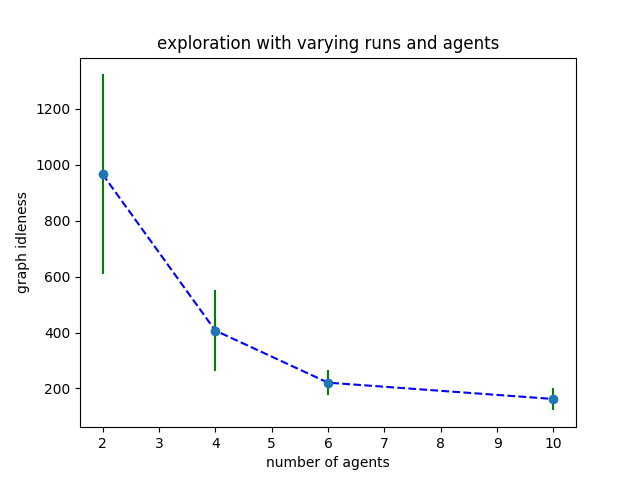 exploration with varying runs and agents
graph idleness
1200
1000
800
600
400
200
2 3 4 5 6 7 8 9 10
number of agents